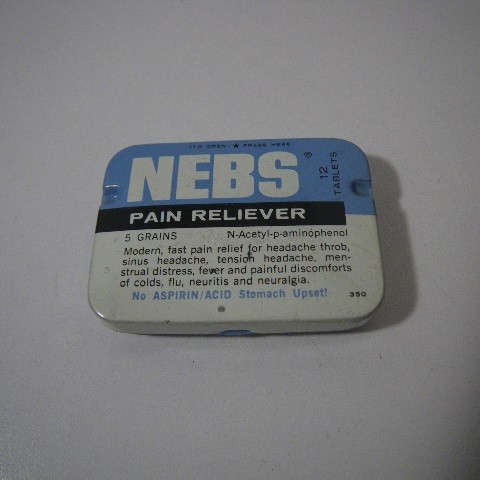 (TO OPEN) ★ PRESS HERE
NEBS®
12 TABLETS
PAIN RELIEVER
5 GRAINS N-Acetyl-p-aminophenol
Modern, fast pain relief for headache throb,
sinus headache, tension headache, men-
strual distress, fever and painful discomforts
of colds, flu, neuritis and neuralgia.
No ASPIRIN/ACID Stomach Upset!
350